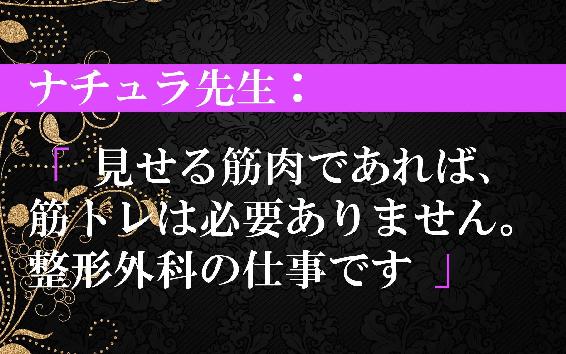 ナチュラ先生：
「 見せる筋肉であれば、
筋トレは必要ありません。
整形外科の仕事です 」